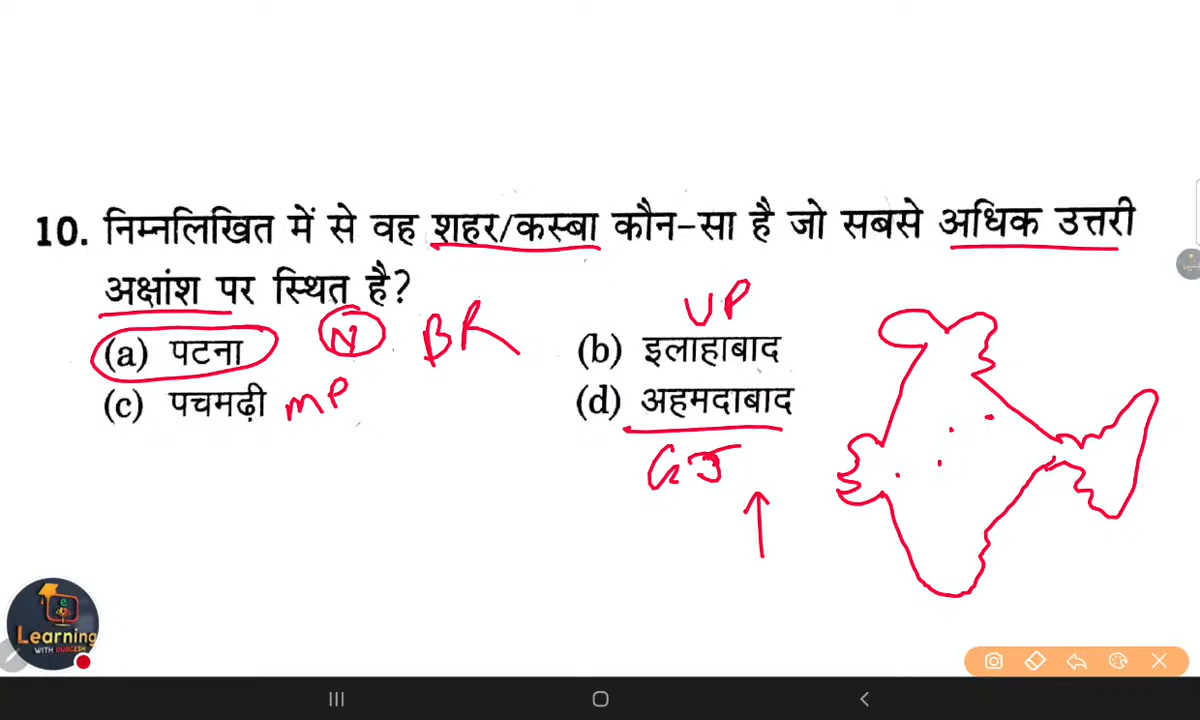 10. निम्नलिखित में से वह शहर/कस्बा कौन-सा है जो सबसे अधिक उत्तरी
अक्षांश पर स्थित है?
UP
(a) पटना N BR (b) इलाहाबाद
(c) पचमढ़ी MP (d) अहमदाबाद
GJ
Learning
WITH DURGESH